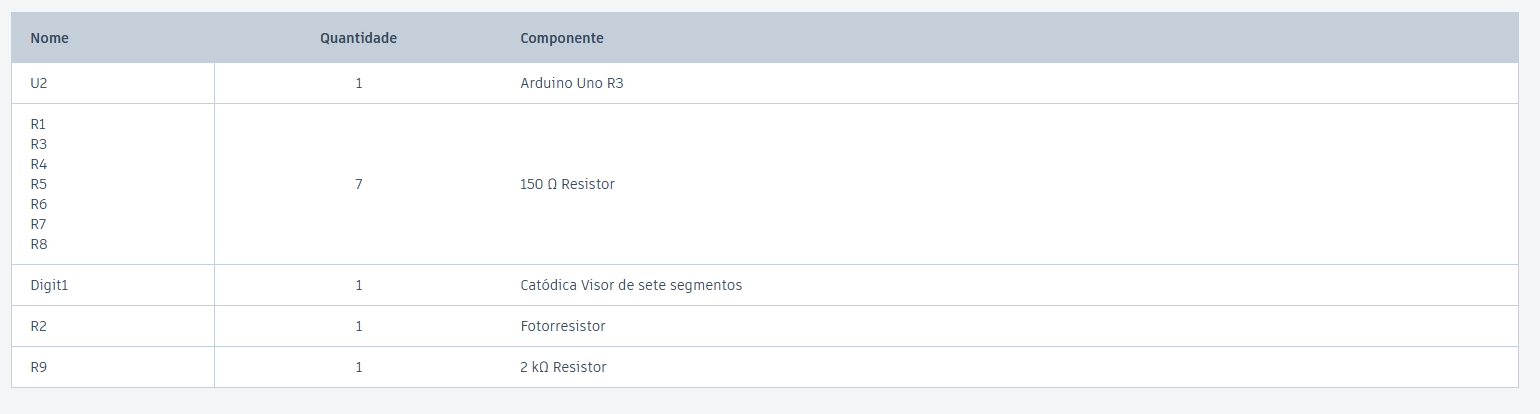 Nome Quantidade Componente
U2 1 Arduino Uno R3
R1
R3
R4
R5 7 150 Ω Resistor
R6
R7
R8
Digit1 1 Catódica Visor de sete segmentos
R2 1 Fotorresistor
R9 1 2 kΩ Resistor